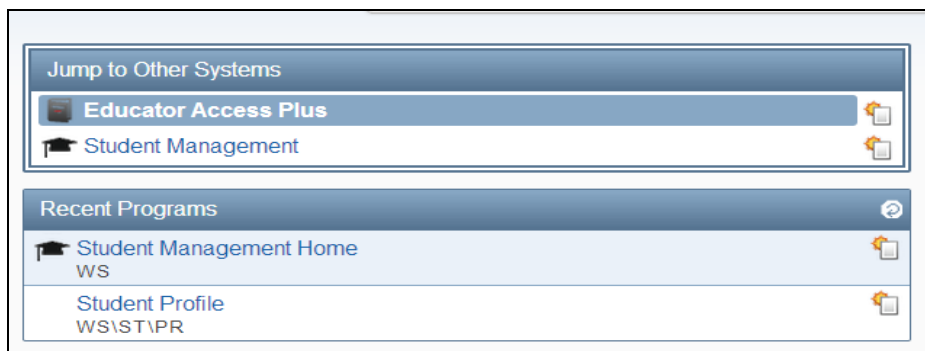 Jump to Other Systems
Educator Access Plus
Student Management
Recent Programs
Student Management Home
WS
Student Profile
WS\ST\PR